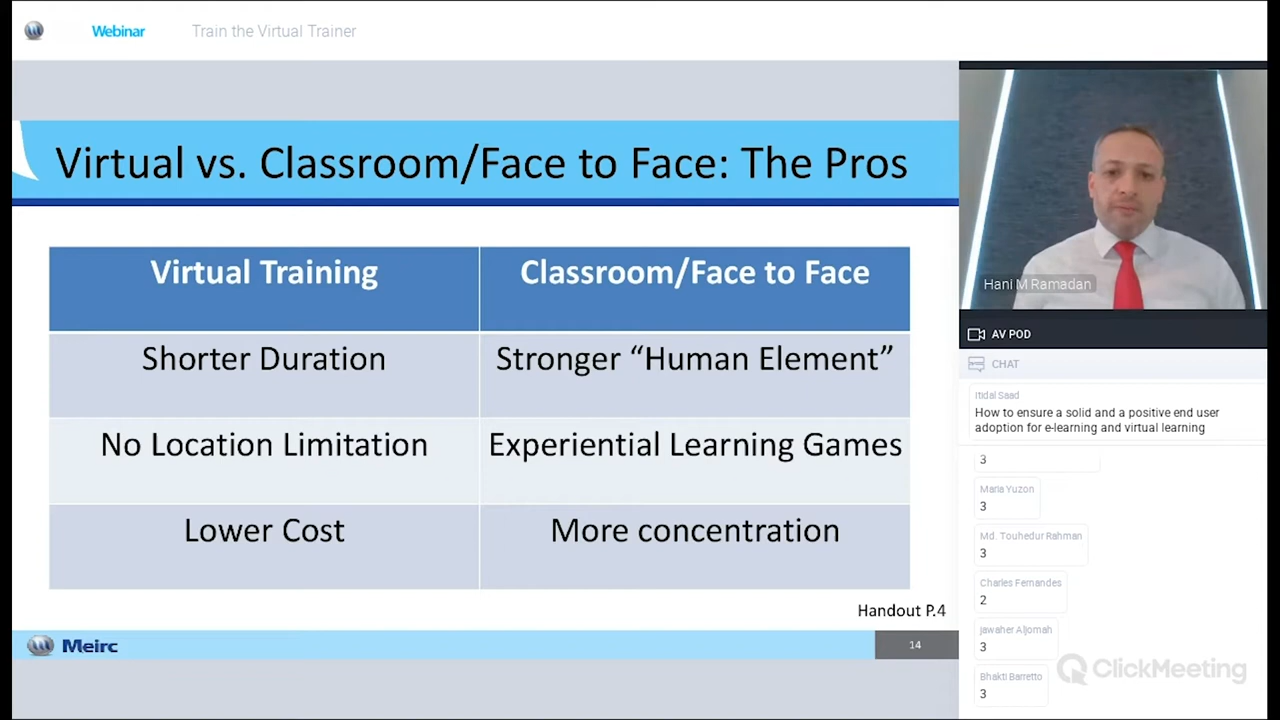 Webinar
Train the Virtual Trainer
Virtual vs. Classroom/Face to Face: The Pros
Virtual Training
Classroom/Face to Face
Shorter Duration
Stronger “Human Element”
No Location Limitation
Experiential Learning Games
Lower Cost
More concentration
Handout P.4
Meirc
14
Hani M Ramadan
AV POD
CHAT
Itidal Saad
How to ensure a solid and a positive end user
adoption for e-learning and virtual learning
3
Maria Yuzon
3
Md. Touhedur Rahman
3
Charles Fernandes
2
jawaher Aljomah
3
Bhakti Barretto
3
ClickMeeting